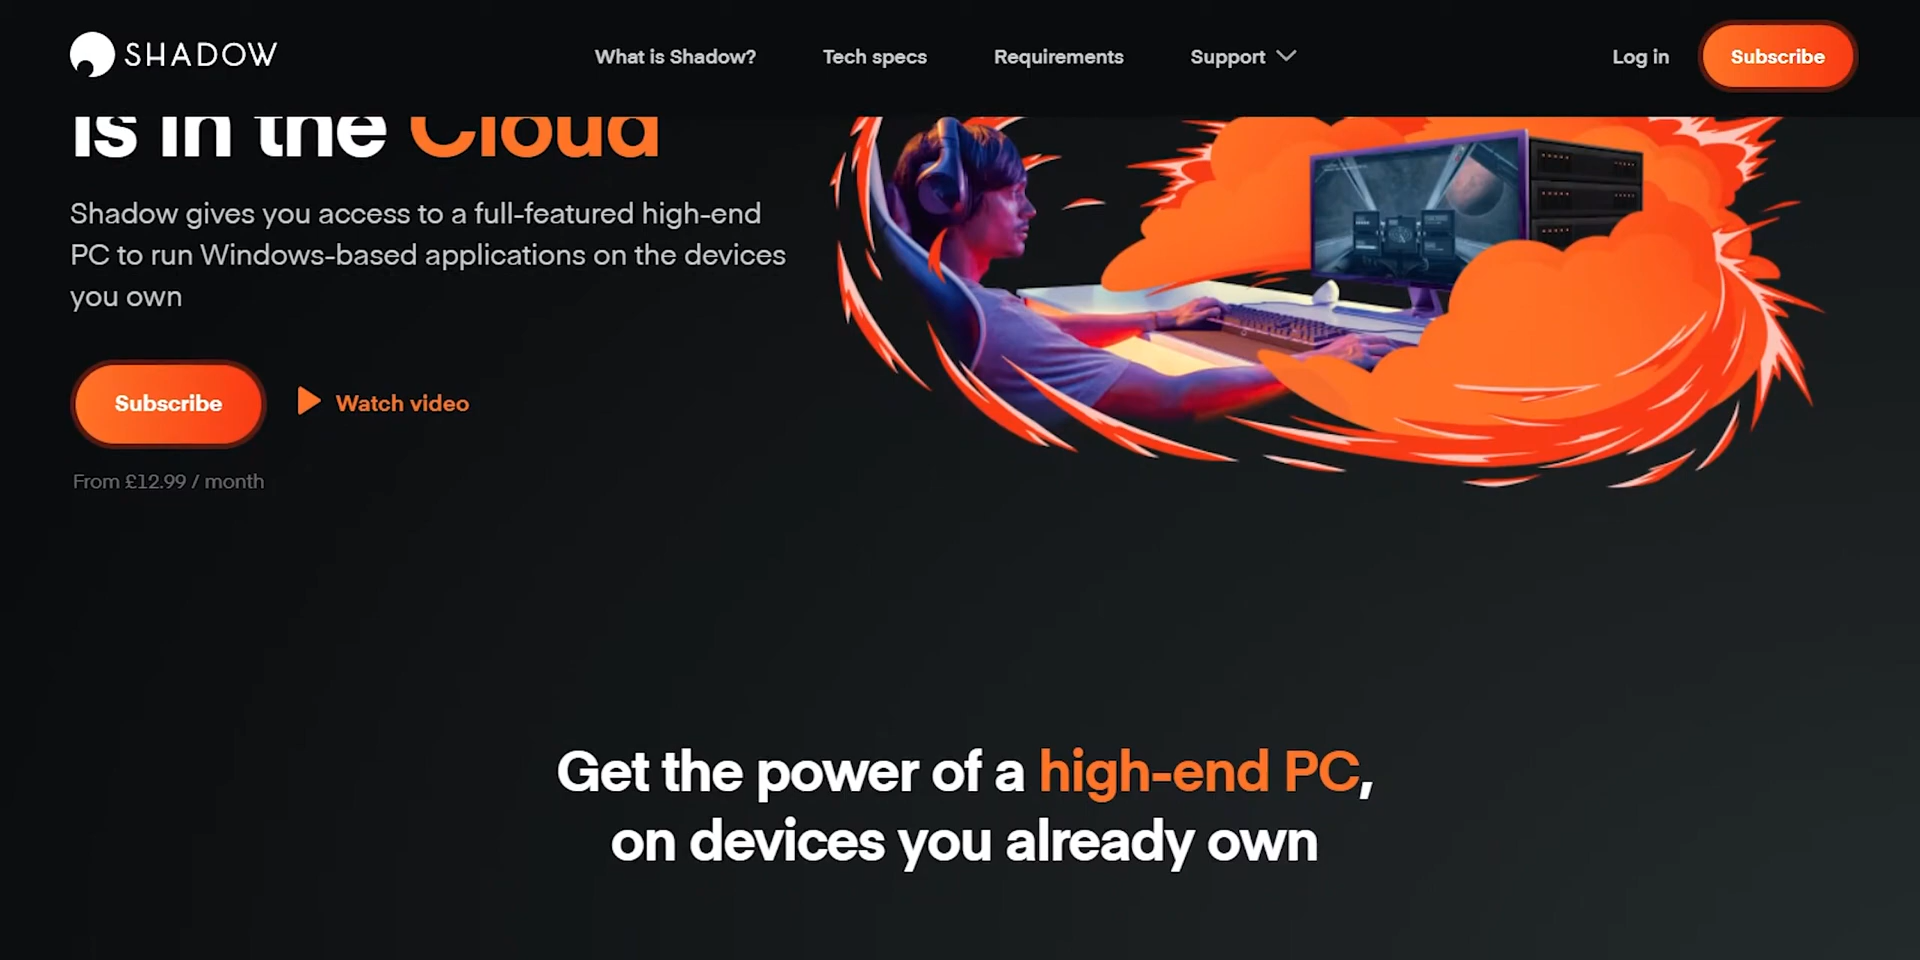 SHADOW
What is Shadow?
Tech specs
Requirements
Support
Log in
Subscribe
is in the Cloud
Shadow gives you access to a full-featured high-end
PC to run Windows-based applications on the devices
you own
Subscribe
Watch video
From £12.99 / month
Get the power of a high-end PC,
on devices you already own